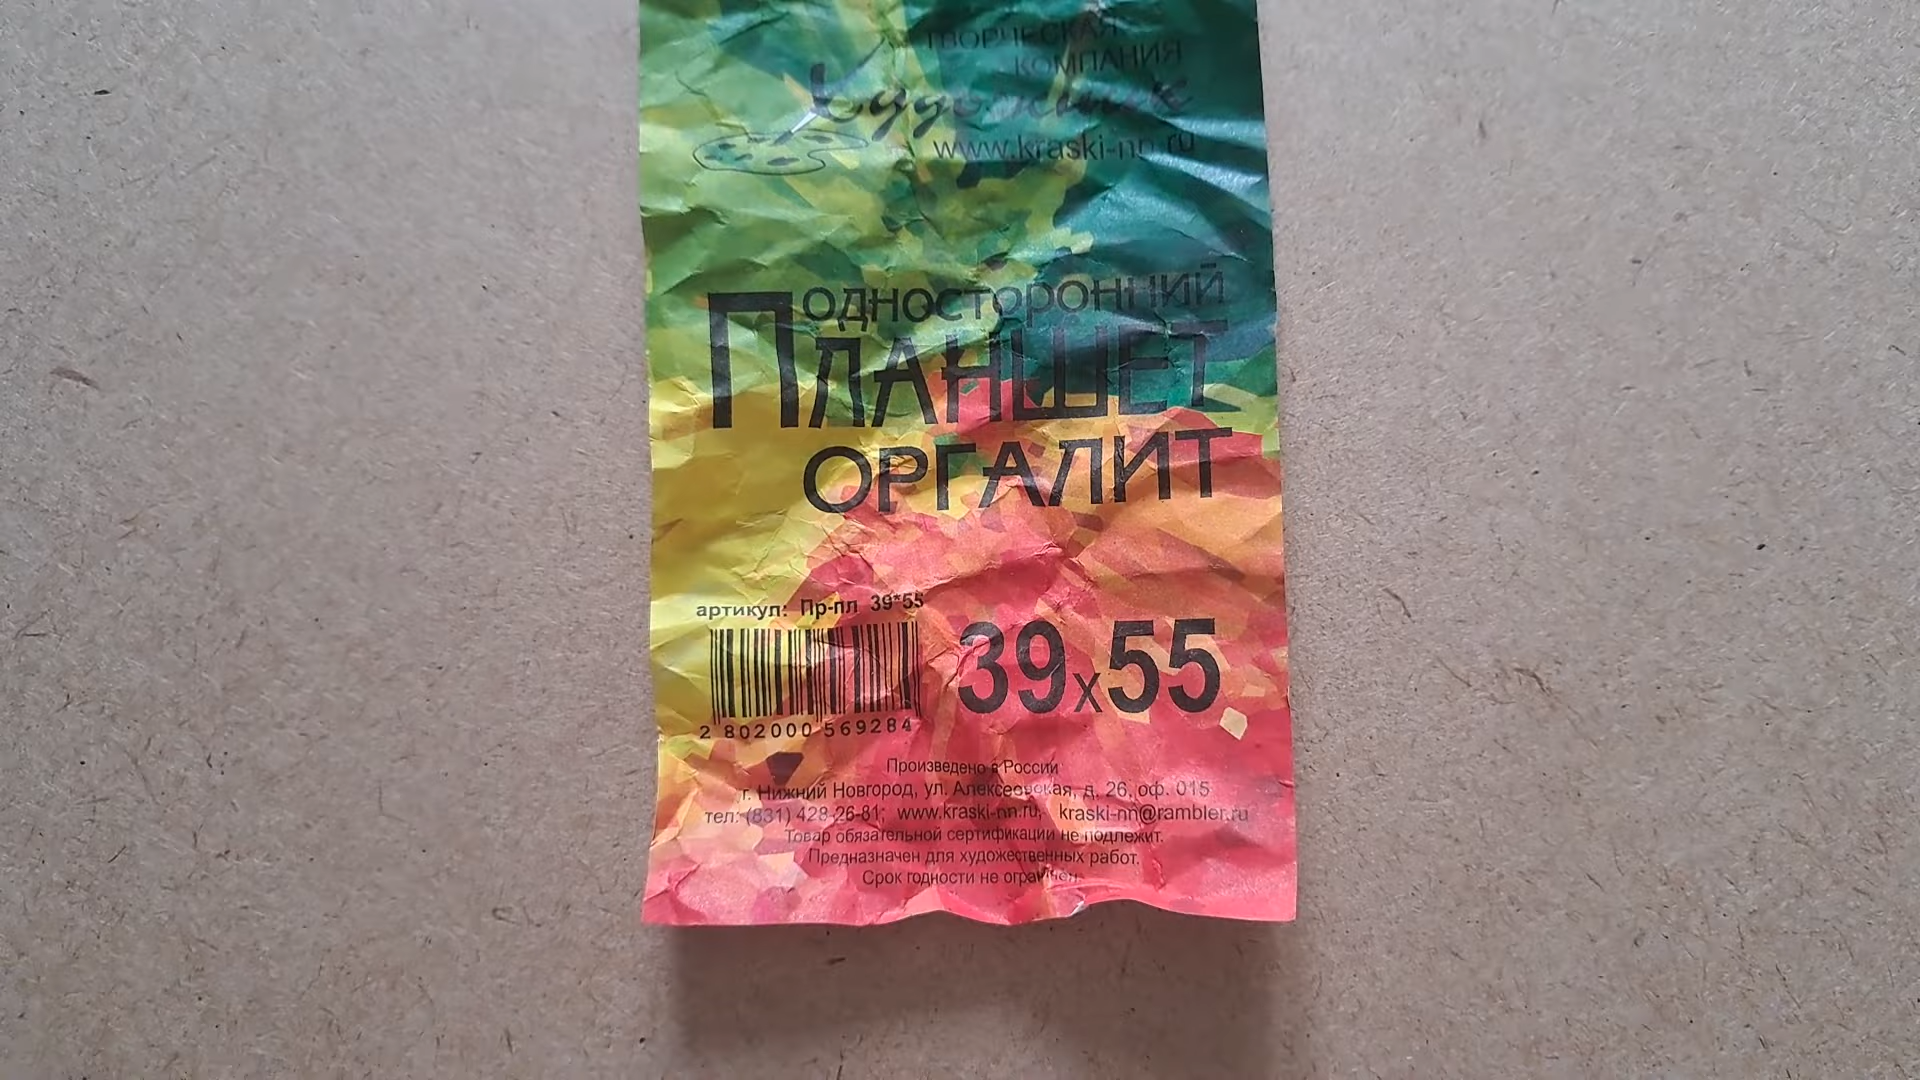 ТВОРЧЕСКАЯ
КОМПАНИЯ
Художник
www.kraski-nn.ru
ОДНОСТОРОННИЙ
ПЛАНШЕТ
ОРГАЛИТ
артикул: Пр-пл 39*55
39x55
2 802000 569284
Произведено в России
г. Нижний Новгород, ул. Алексеевская, д. 26, оф. 015
тел: (831) 428-26-81; www.kraski-nn.ru, kraski-nn@rambler.ru
Товар обязательной сертификации не подлежит.
Предназначен для художественных работ.
Срок годности не ограничен